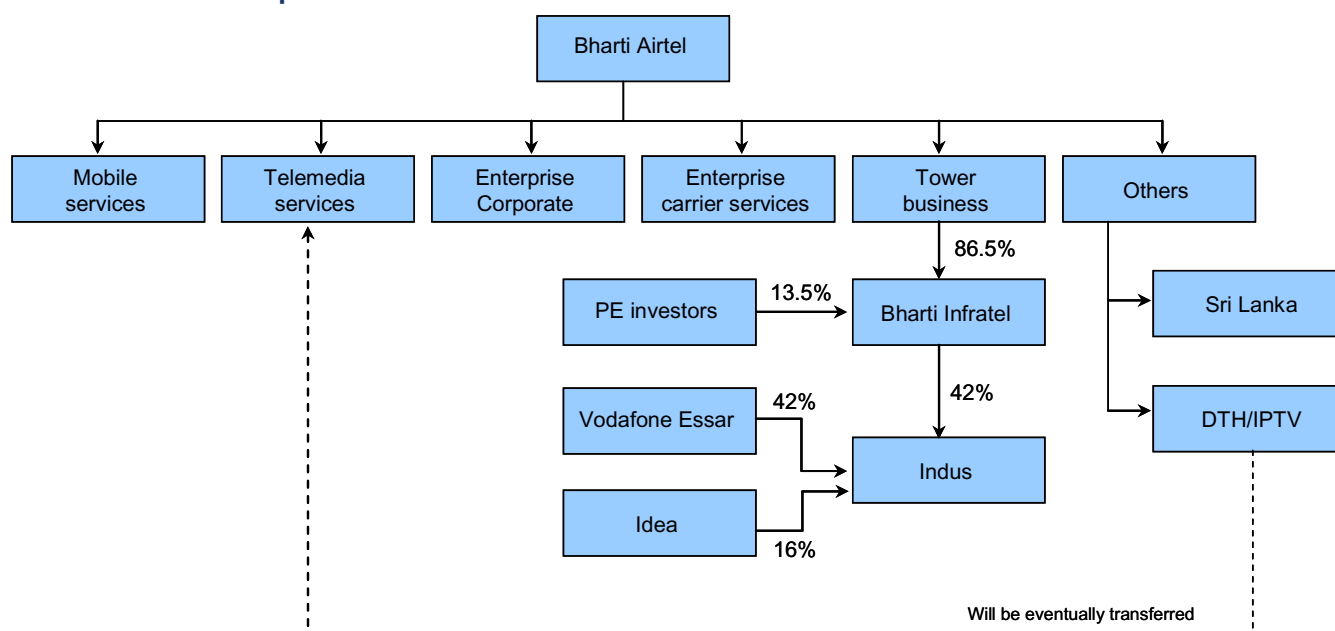 Bharti Airtel
Mobile
services
Telemedia
services
Enterprise
Corporate
Enterprise
carrier services
Tower
business
Others
86.5%
PE investors
13.5%
Bharti Infratel
Sri Lanka
Vodafone Essar
42%
42%
DTH/IPTV
Indus
Idea
16%
Will be eventually transferred